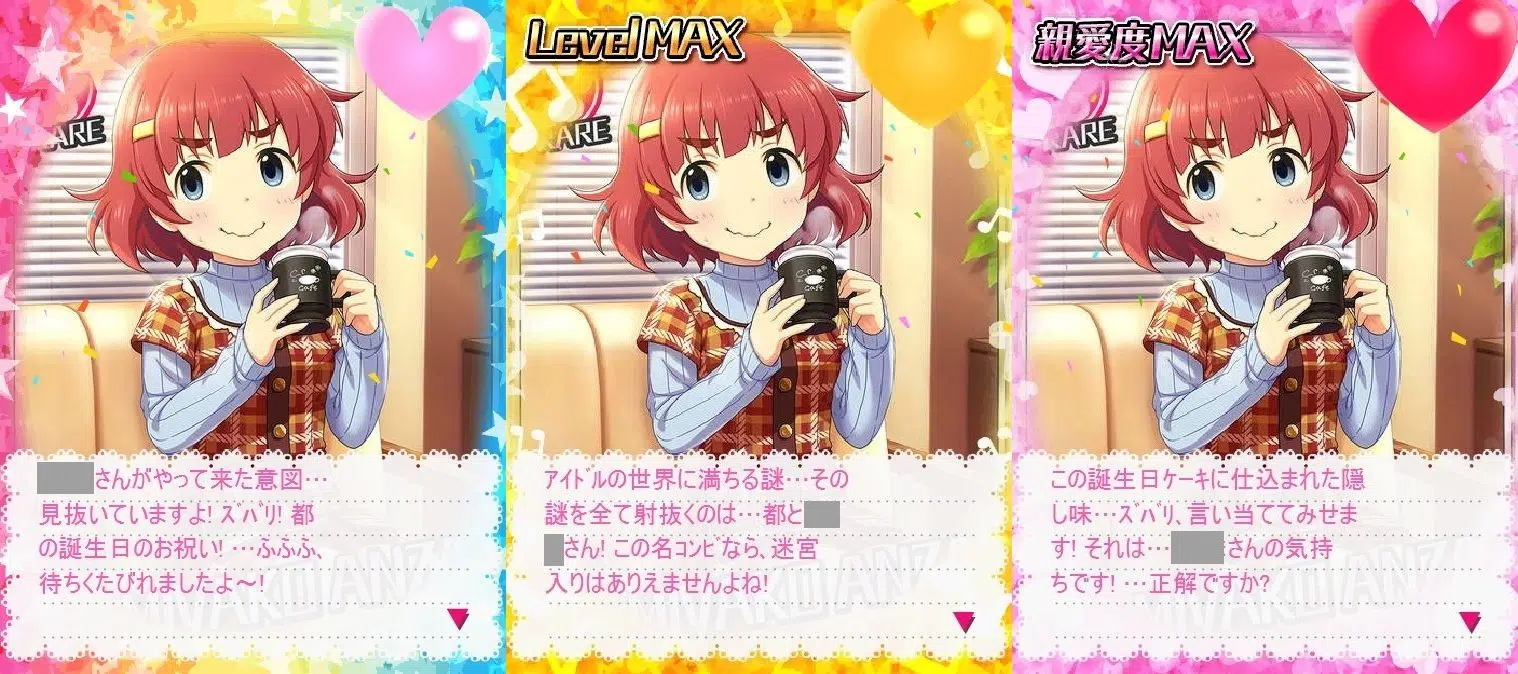 さんがやって来た意図…
見抜いていますよ! ｽﾞﾊﾞﾘ! 都
の誕生日のお祝い! …ふふふ、
待ちくたびれましたよ～!
Level MAX
ｱｲﾄﾞﾙの世界に満ちる謎…その
謎を全て射抜くのは…都と
さん! この名ｺﾝﾋﾞなら、迷宮
入りはありえませんよね!
親愛度MAX
この誕生日ｹｰｷに仕込まれた隠
し味…ｽﾞﾊﾞﾘ、言い当ててみせま
す! それは…さんの気持
ちです! …正解ですか?
ARE
ARE
ARE
Cafe
Cafe
Cafe